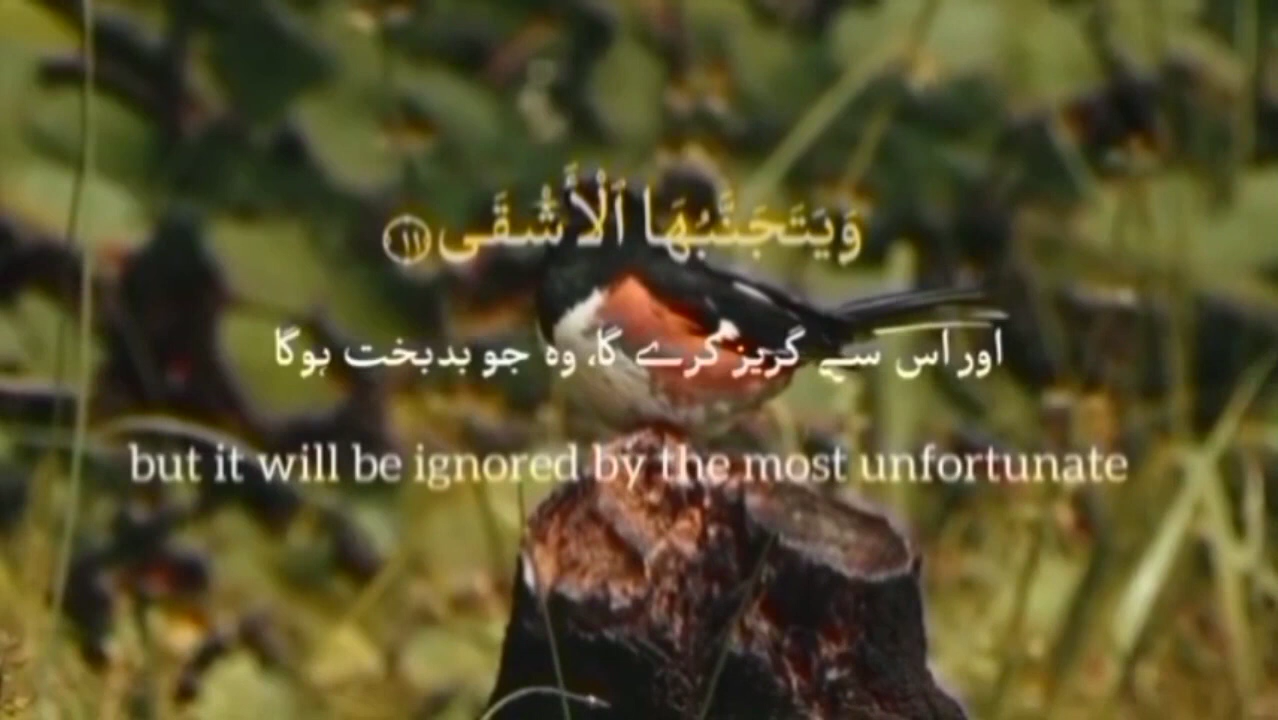 وَيَتَجَنَّبُهَا ٱلْأَشْقَى ١١
اور اس سے گریز کرے گا، وہ جو بدبخت ہوگا
but it will be ignored by the most unfortunate